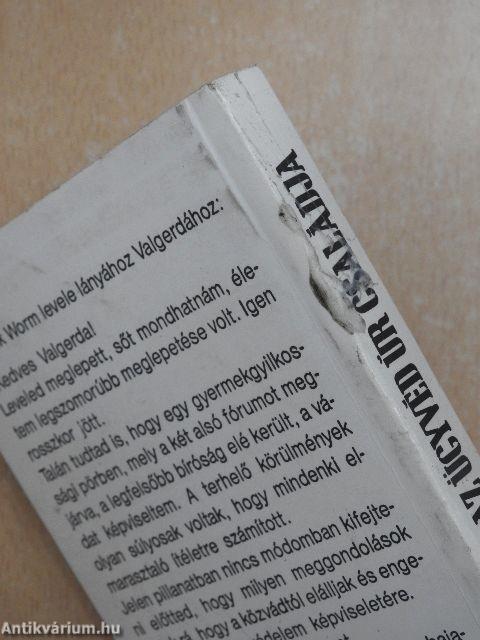 AZ ÜGYVÉD ÚR CSALÁDJA
k Worm levele lányához Valgerdához:
Kedves Valgerda!
Leveled meglepett, sőt mondhatnám, éle-
tem legszomorúbb meglepetése volt. Igen
rosszkor jött.
Talán tudtad is, hogy egy gyermekgyilkos-
sági pörben, mely a két alsó fórumot meg-
járva, a legfelsőbb bíróság elé került, a vá-
dat képviseltem. A terhelő körülmények
olyan súlyosak voltak, hogy mindenki el-
marasztaló ítéletre számított.
Jelen pillanatban nincs módomban kifejte-
ni előtted, hogy milyen meggondolások
hogy a közvádtól elálljak és enge-
képviseletére.
Antikvárium.hu